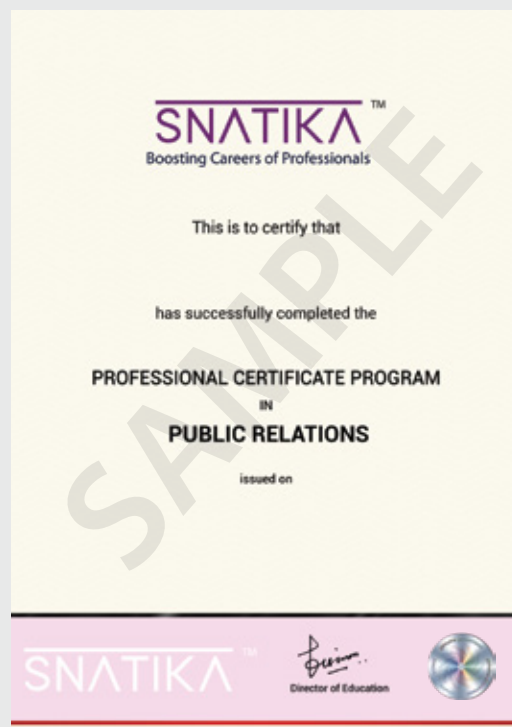 SNATIKA™
Boosting Careers of Professionals
This is to certify that
has successfully completed the
PROFESSIONAL CERTIFICATE PROGRAM
IN
PUBLIC RELATIONS
issued on
SAMPLE
SNATIKA™
Director of Education